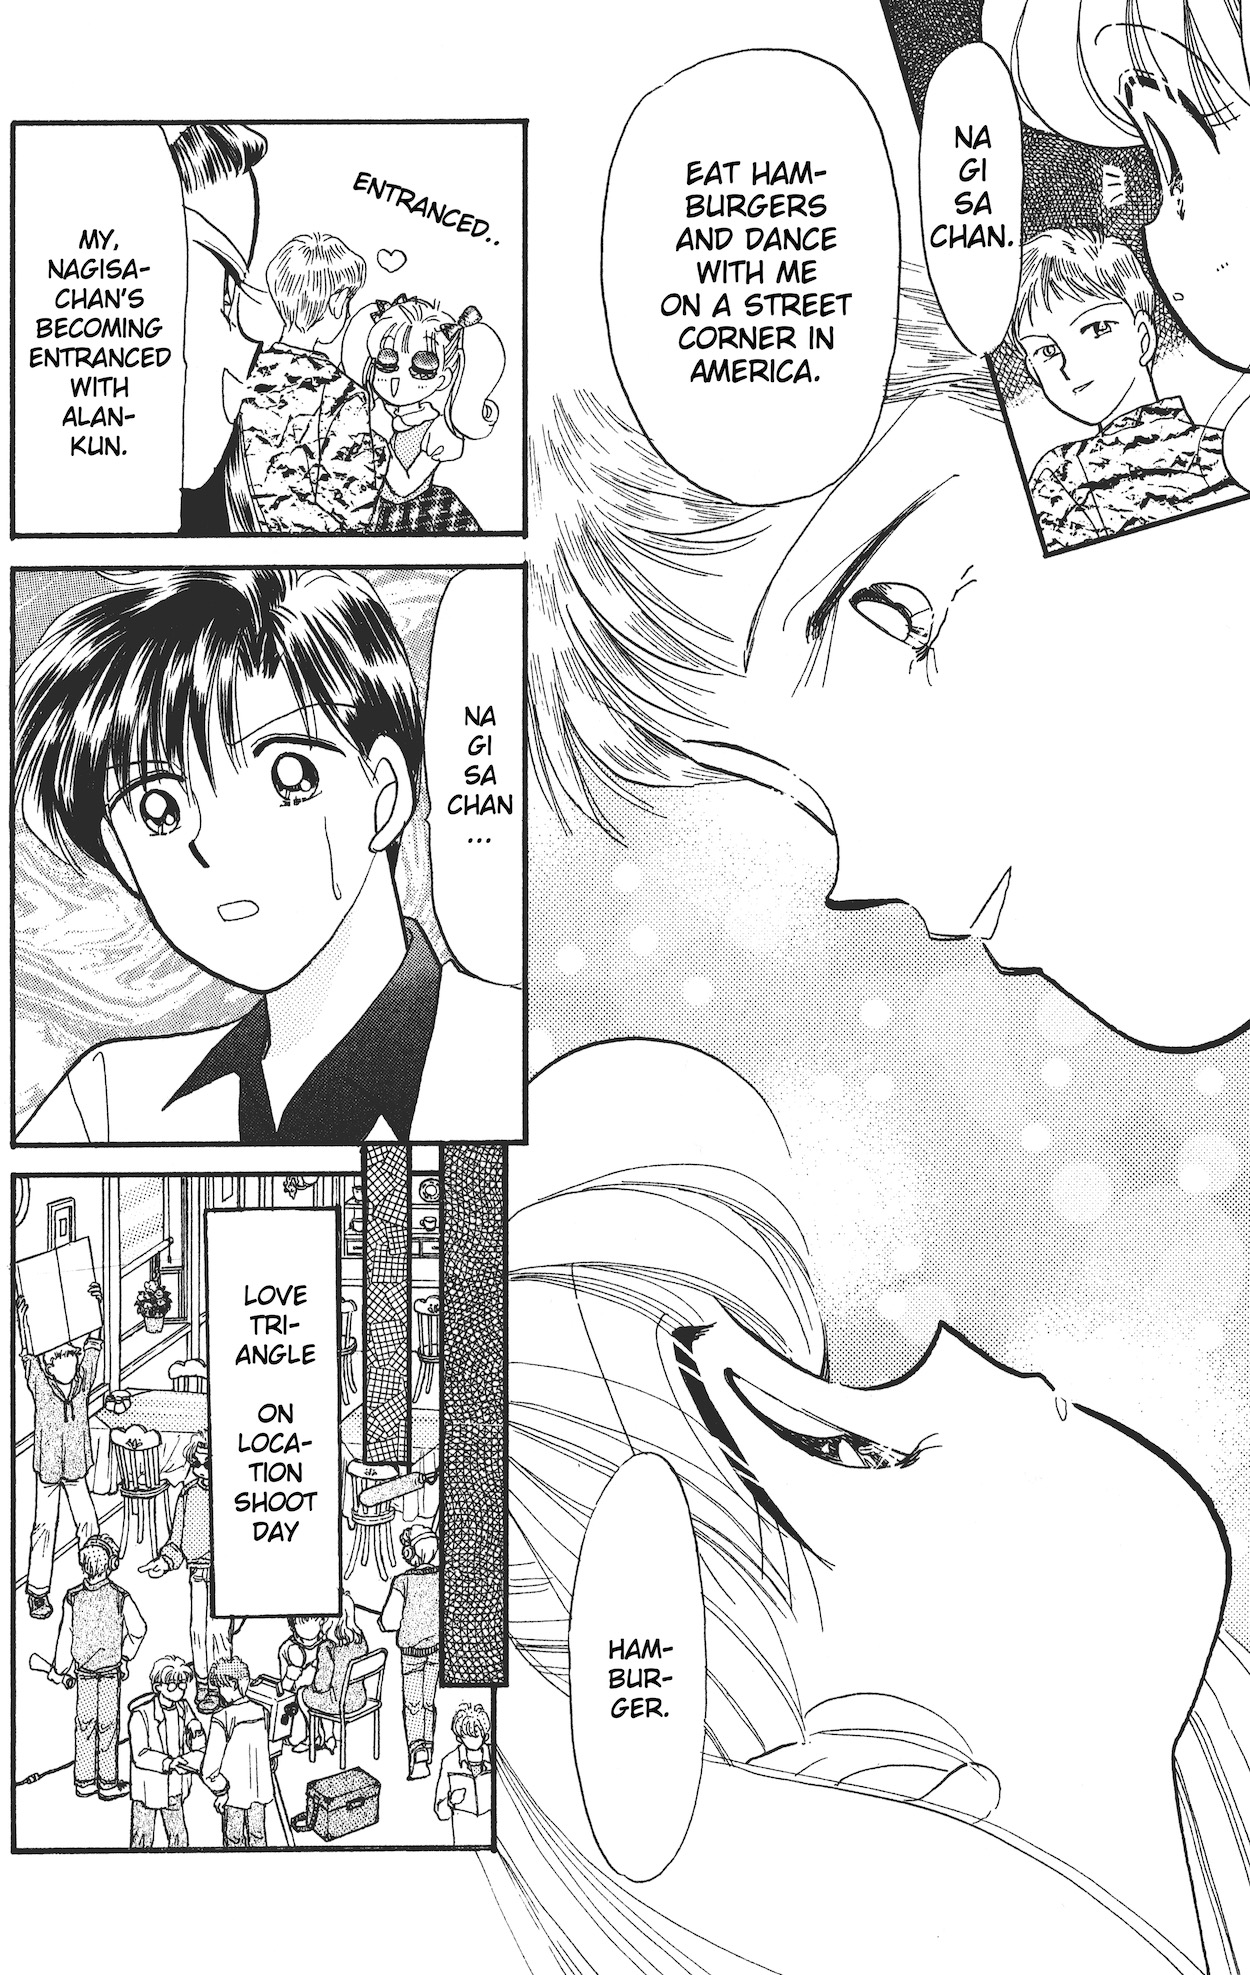 NA
GI
SA
CHAN.
EAT HAM-
BURGERS
AND DANCE
WITH ME
ON A STREET
CORNER IN
AMERICA.
HAM-
BUR-
GER.
ENTRANCED..
MY,
NAGISA-
CHAN'S
BECOMING
ENTRANCED
WITH
ALAN-
KUN.
NA
GI
SA
CHAN
...
LOVE
TRI-
ANGLE
ON
LOCA-
TION
SHOOT
DAY